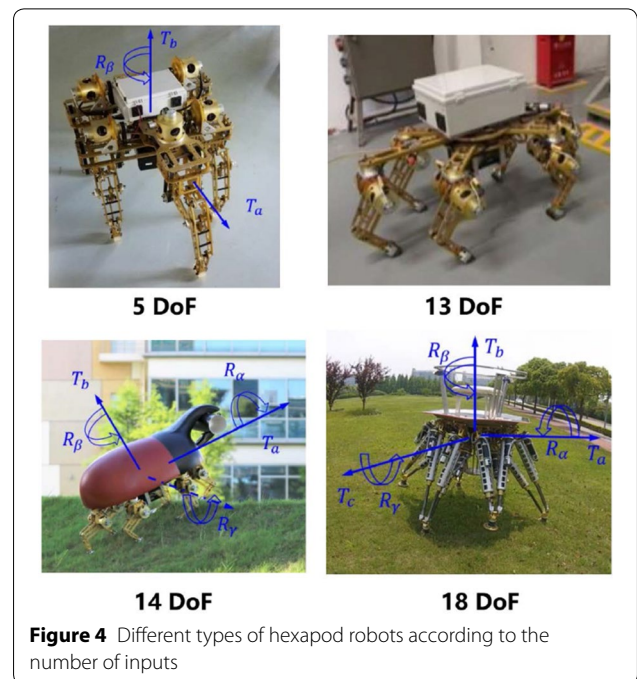 T_b
R_β
T_a
5 DoF
13 DoF
T_b
R_β
R_α
T_a
R_γ
14 DoF
T_b
R_β
R_α
T_a
T_c
R_γ
18 DoF
Figure 4 Different types of hexapod robots according to the
number of inputs